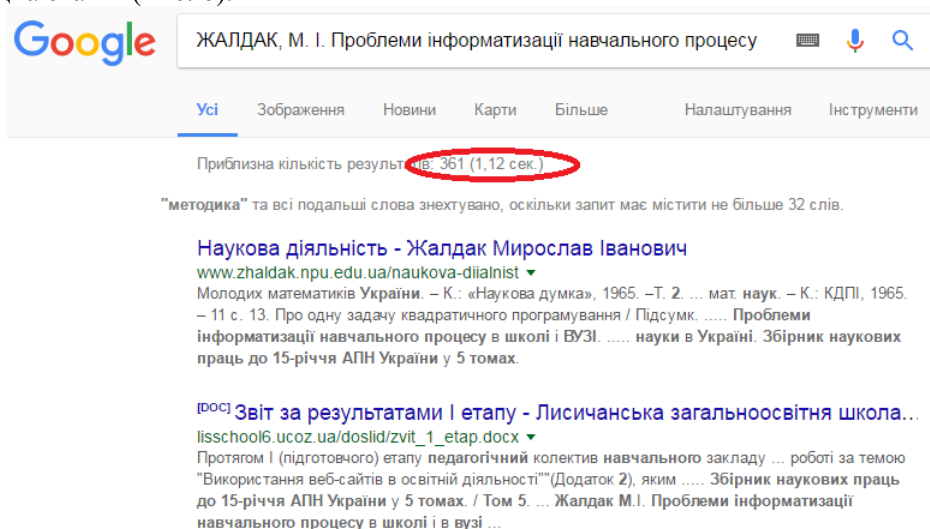 Google
ЖАЛДАК, М. І. Проблеми інформатизації навчального процесу
Усі Зображення Новини Карти Більше Налаштування Інструменти
Приблизна кількість результатів: 361 (1,12 сек.)
"методика" та всі подальші слова знехтувано, оскільки запит має містити не більше 32 слів.
Наукова діяльність - Жалдак Мирослав Іванович
www.zhaldak.npu.edu.ua/naukova-diialnist
Молодих математиків України. – К.: «Наукова думка», 1965. –Т. 2. ... мат. наук. – К.: КДПІ, 1965.
– 11 с. 13. Про одну задачу квадратичного програмування / Підсумк. ..... Проблеми
інформатизації навчального процесу в школі і ВУЗІ. ..... науки в Україні. Збірник наукових
праць до 15-річчя АПН України у 5 томах.
[DOC] Звіт за результатами І етапу - Лисичанська загальноосвітня школа...
lisschool6.ucoz.ua/doslid/zvit_1_etap.docx
Протягом І (підготовчого) етапу педагогічний колектив навчального закладу ... роботі за темою
"Використання веб-сайтів в освітній діяльності""(Додаток 2), яким ..... Збірник наукових праць
до 15-річчя АПН України у 5 томах. / Том 5. ... Жалдак М.І. Проблеми інформатизації
навчального процесу в школі і в вузі ...